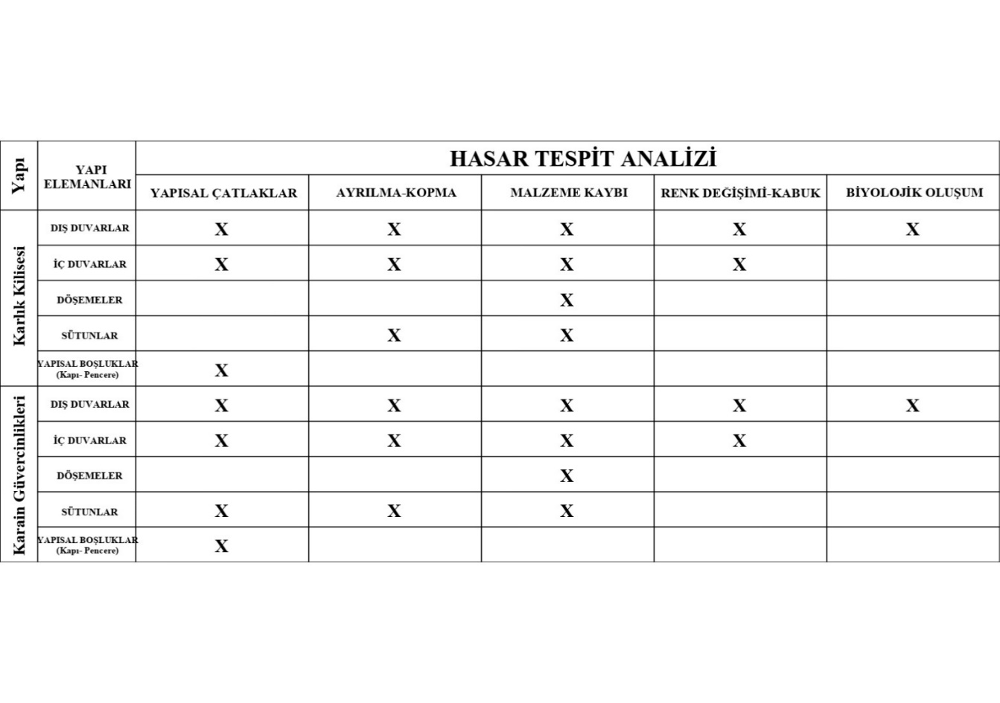 Yapı
YAPI
ELEMANLARI
HASAR TESPİT ANALİZİ
YAPISAL ÇATLAKLAR AYRILMA-KOPMA MALZEME KAYBI RENK DEĞİŞİMİ-KABUK BİYOLOJİK OLUŞUM
Karlık Kilisesi
DIŞ DUVARLAR X X X X X
İÇ DUVARLAR X X X X
DÖŞEMELER X
SÜTUNLAR X X
YAPISAL BOŞLUKLAR
(Kapı- Pencere) X
Karain Güvercinlikleri
DIŞ DUVARLAR X X X X X
İÇ DUVARLAR X X X X
DÖŞEMELER X
SÜTUNLAR X X X
YAPISAL BOŞLUKLAR
(Kapı- Pencere) X